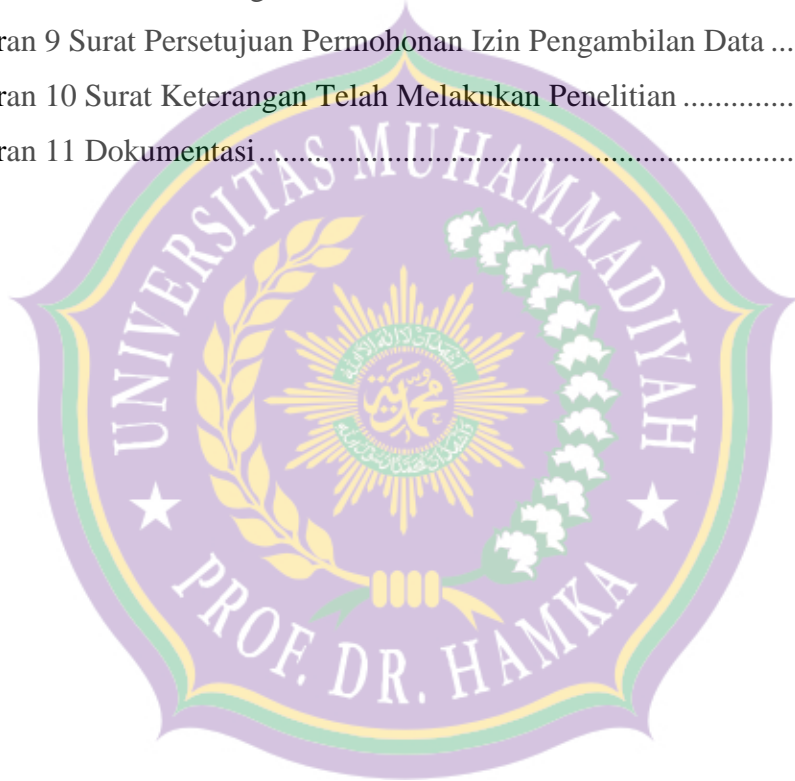 ran 9 Surat Persetujuan Permohonan Izin Pengambilan Data ...
ran 10 Surat Keterangan Telah Melakukan Penelitian ..............
ran 11 Dokumentasi....................................................................
UNIVERSITAS MUHAMMADIYAH
PROF. DR. HAMKA
محمدية